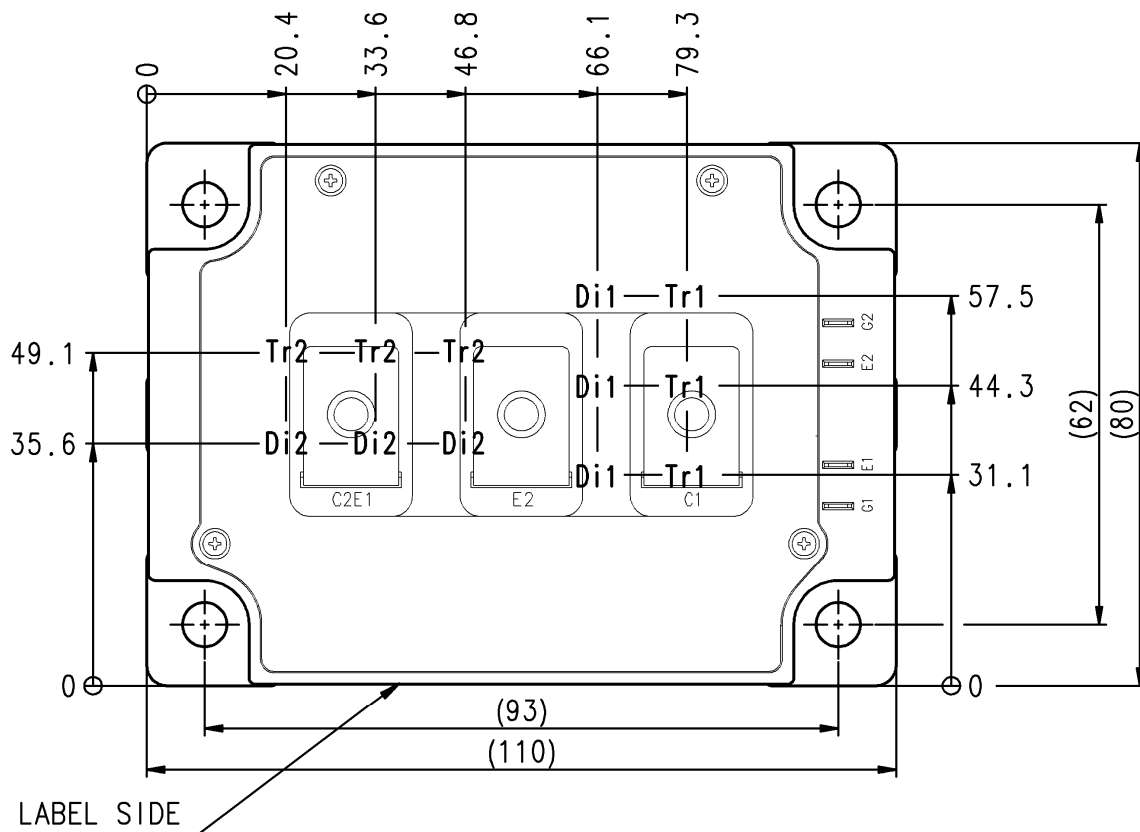 0
20.4
33.6
46.8
66.1
79.3
Di1 Tr1
57.5
G2
49.1
Tr2 Tr2 Tr2
E2
Di1 Tr1
44.3
(62)
(80)
35.6
Di2 Di2 Di2
E1
Di1 Tr1
31.1
C2E1
E2
C1
G1
0
0
(93)
(110)
LABEL SIDE